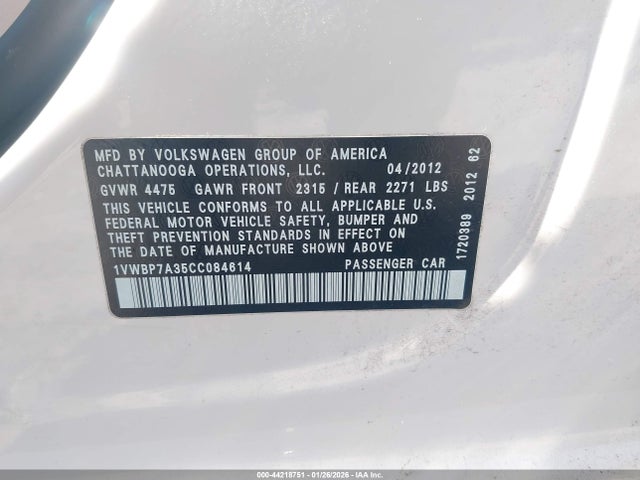 MFD BY VOLKSWAGEN GROUP OF AMERICA
CHATTANOOGA OPERATIONS, LLC. 04/2012
GVWR 4475 GAWR FRONT 2315 / REAR 2271 LBS
THIS VEHICLE CONFORMS TO ALL APPLICABLE U.S.
FEDERAL MOTOR VEHICLE SAFETY, BUMPER AND
THEFT PREVENTION STANDARDS IN EFFECT ON
THE DATE OF MANUFACTURE SHOWN ABOVE
1VWBP7A35CC084614 PASSENGER CAR
1720389 2012 62
000-44218751 - 01/26/2026 - IAA Inc.